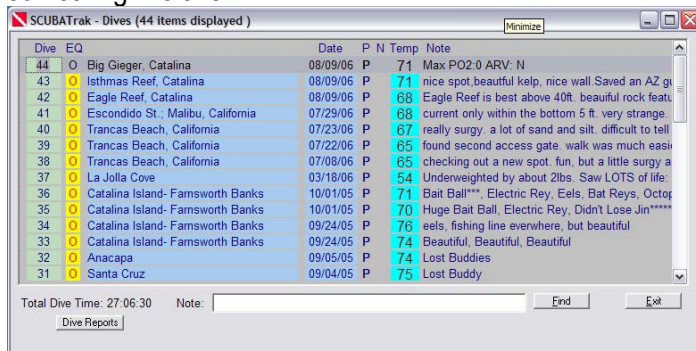 SCUBATrak - Dives (44 items displayed )
Minimize
Dive EQ Date P N Temp Note
44 O Big Gieger, Catalina 08/09/06 P 71 Max PO2:0 ARV: N
43 O Isthmas Reef, Catalina 08/09/06 P 71 nice spot,beautful kelp, nice wall.Saved an AZ gu
42 O Eagle Reef, Catalina 08/09/06 P 68 Eagle Reef is best above 40ft. beauiful rock featu
41 O Escondido St.; Malibu, California 07/29/06 P 68 current only within the bottom 5 ft. very strange.
40 O Trancas Beach, California 07/23/06 P 67 really surgy. a lot of sand and silt. difficult to tell
39 O Trancas Beach, California 07/22/06 P 65 found second access gate. walk was much easi
38 O Trancas Beach, California 07/08/06 P 65 checking out a new spot. fun, but a little surgy a
37 O La Jolla Cove 03/18/06 P 54 Underweighted by about 2lbs. Saw LOTS of life:
36 O Catalina Island- Farnsworth Banks 10/01/05 P 71 Bait Ball***, Electric Rey, Eels, Bat Reys, Octop
35 O Catalina Island- Farnsworth Banks 10/01/05 P 70 Huge Bait Ball, Electric Rey, Didn't Lose Jin*****
34 O Catalina Island- Farnsworth Banks 09/24/05 P 76 eels, fishing line everwhere, but beautiful
33 O Catalina Island- Farnsworth Banks 09/24/05 P 74 Beautiful, Beautiful, Beautiful
32 O Anacapa 09/05/05 P 74 Lost Buddies
31 O Santa Cruz 09/04/05 P 75 Lost Buddy
Total Dive Time: 27:06:30 Note: Find Exit
Dive Reports